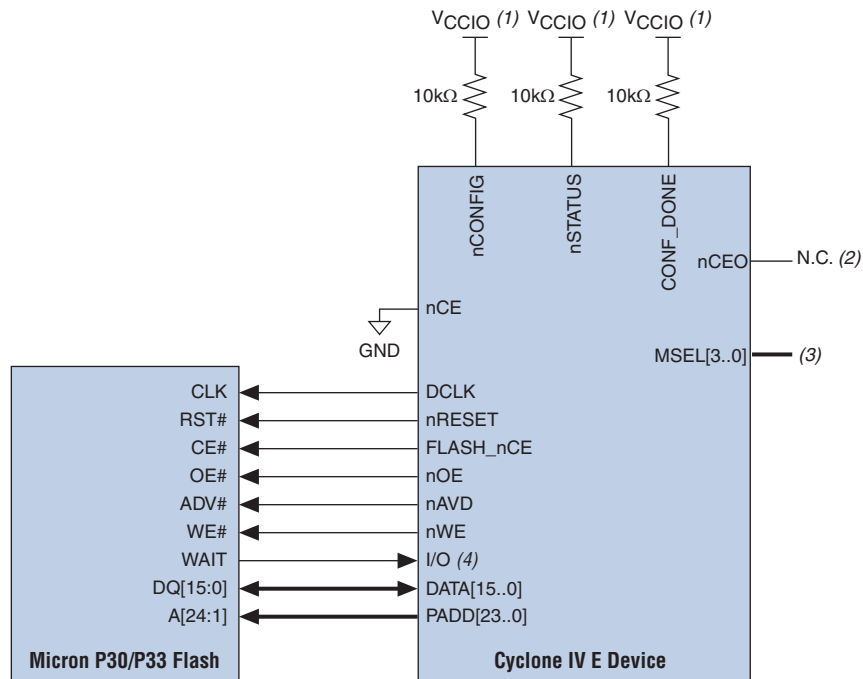 VCCIO (1) VCCIO (1) VCCIO (1)
10kΩ 10kΩ 10kΩ
nCONFIG
nSTATUS
CONF_DONE
nCEO N.C. (2)
nCE
GND
MSEL[3..0] (3)
CLK DCLK
RST# nRESET
CE# FLASH_nCE
OE# nOE
ADV# nAVD
WE# nWE
WAIT I/O (4)
DQ[15:0] DATA[15..0]
A[24:1] PADD[23..0]
Micron P30/P33 Flash Cyclone IV E Device